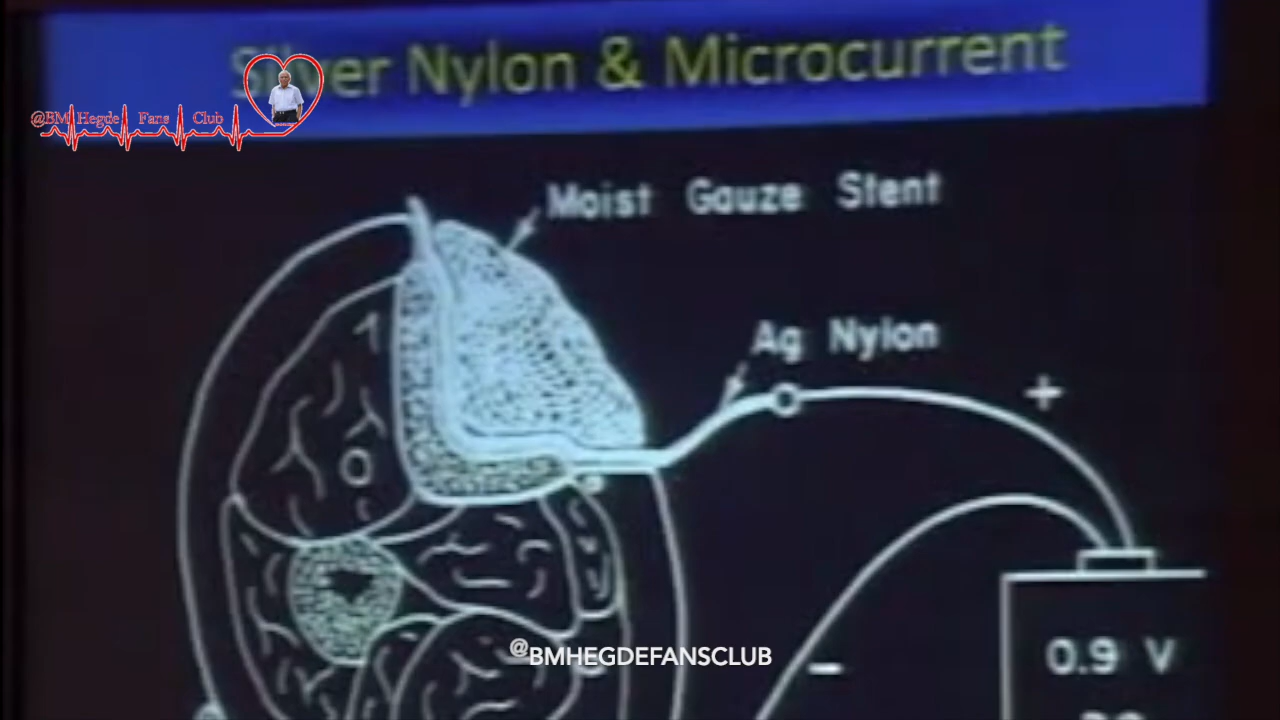 Silver Nylon & Microcurrent
@BM Hegde Fans Club
Moist Gauze Stent
Ag Nylon
+
@BMHEGDEFANSCLUB
−
0.9 V